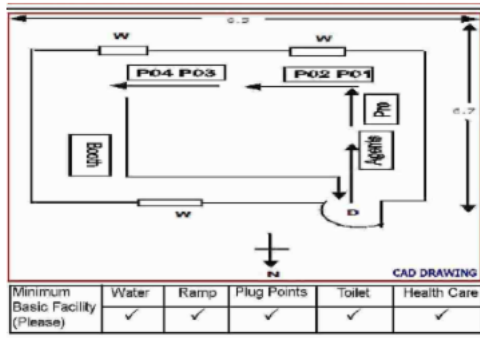 W
W
P04 P03
P02 P01
Pro
Agents
Booth
W
D
N
CAD DRAWING
Minimum Basic Facility (Please)
Water
Ramp
Plug Points
Toilet
Health Care
✓
✓
✓
✓
✓